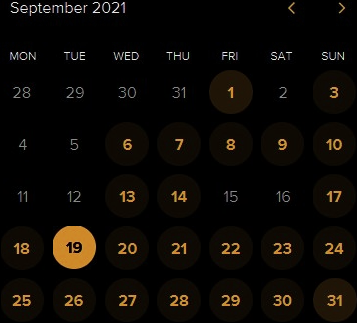 September 2021
MON TUE WED THU FRI SAT SUN
28 29 30 31 1 2 3
4 5 6 7 8 9 10
11 12 13 14 15 16 17
18 19 20 21 22 23 24
25 26 27 28 29 30 31